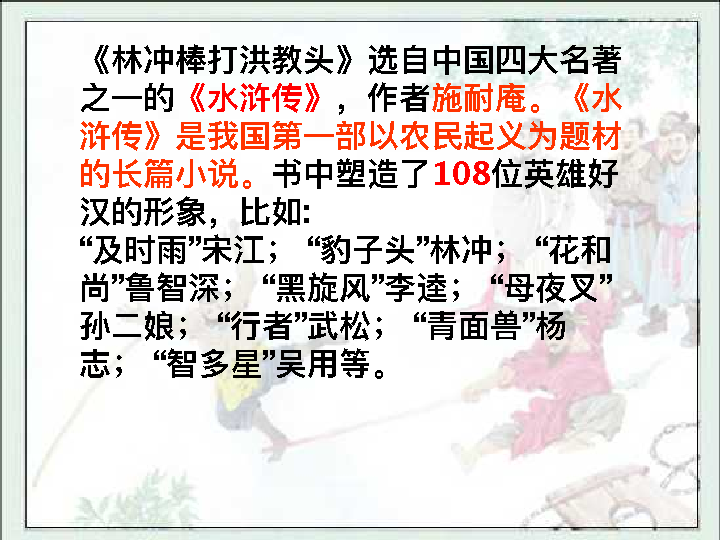 《林冲棒打洪教头》选自中国四大名著
之一的《水浒传》，作者施耐庵。《水
浒传》是我国第一部以农民起义为题材
的长篇小说。书中塑造了108位英雄好
汉的形象，比如:
“及时雨”宋江； “豹子头”林冲； “花和
尚”鲁智深； “黑旋风”李逵； “母夜叉”
孙二娘； “行者”武松； “青面兽”杨
志； “智多星”吴用等。